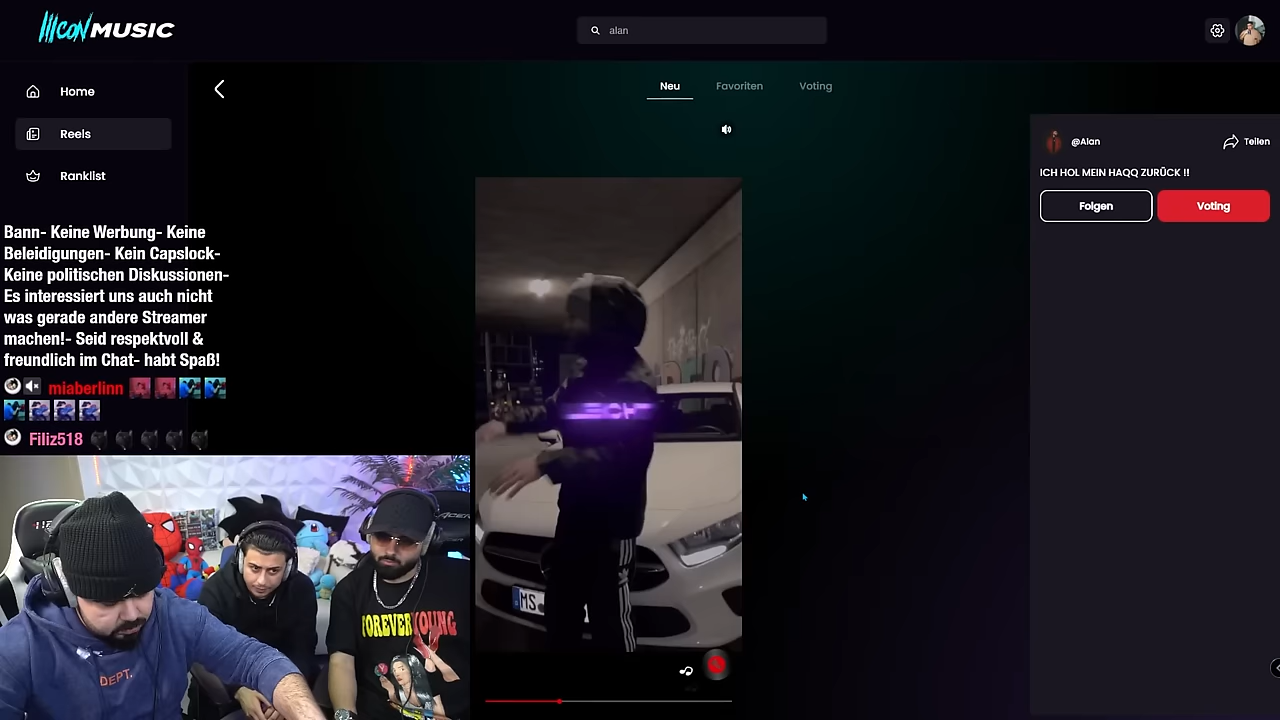 IIICON MUSIC
alan
Home
Reels
Ranklist
Neu
Favoriten
Voting
@Alan
Teilen
ICH HOL MEIN HAQQ ZURÜCK !!
Folgen
Voting
Bann- Keine Werbung- Keine
Beleidigungen- Kein Capslock-
Keine politischen Diskussionen-
Es interessiert uns auch nicht
was gerade andere Streamer
machen!- Seid respektvoll &
freundlich im Chat- habt Spaß!
miaberlinn
Filiz518
MS
FOREVER YOUNG
DEPT.